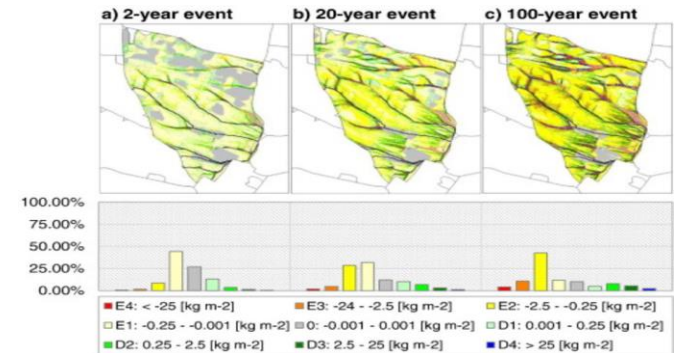 a) 2-year event b) 20-year event c) 100-year event
100.00%
75.00%
50.00%
25.00%
0.00%
E4: < -25 [kg m-2] E3: -24 - -2.5 [kg m-2] E2: -2.5 - -0.25 [kg m-2]
E1: -0.25 - -0.001 [kg m-2] 0: -0.001 - 0.001 [kg m-2] D1: 0.001 - 0.25 [kg m-2]
D2: 0.25 - 2.5 [kg m-2] D3: 2.5 - 25 [kg m-2] D4: > 25 [kg m-2]